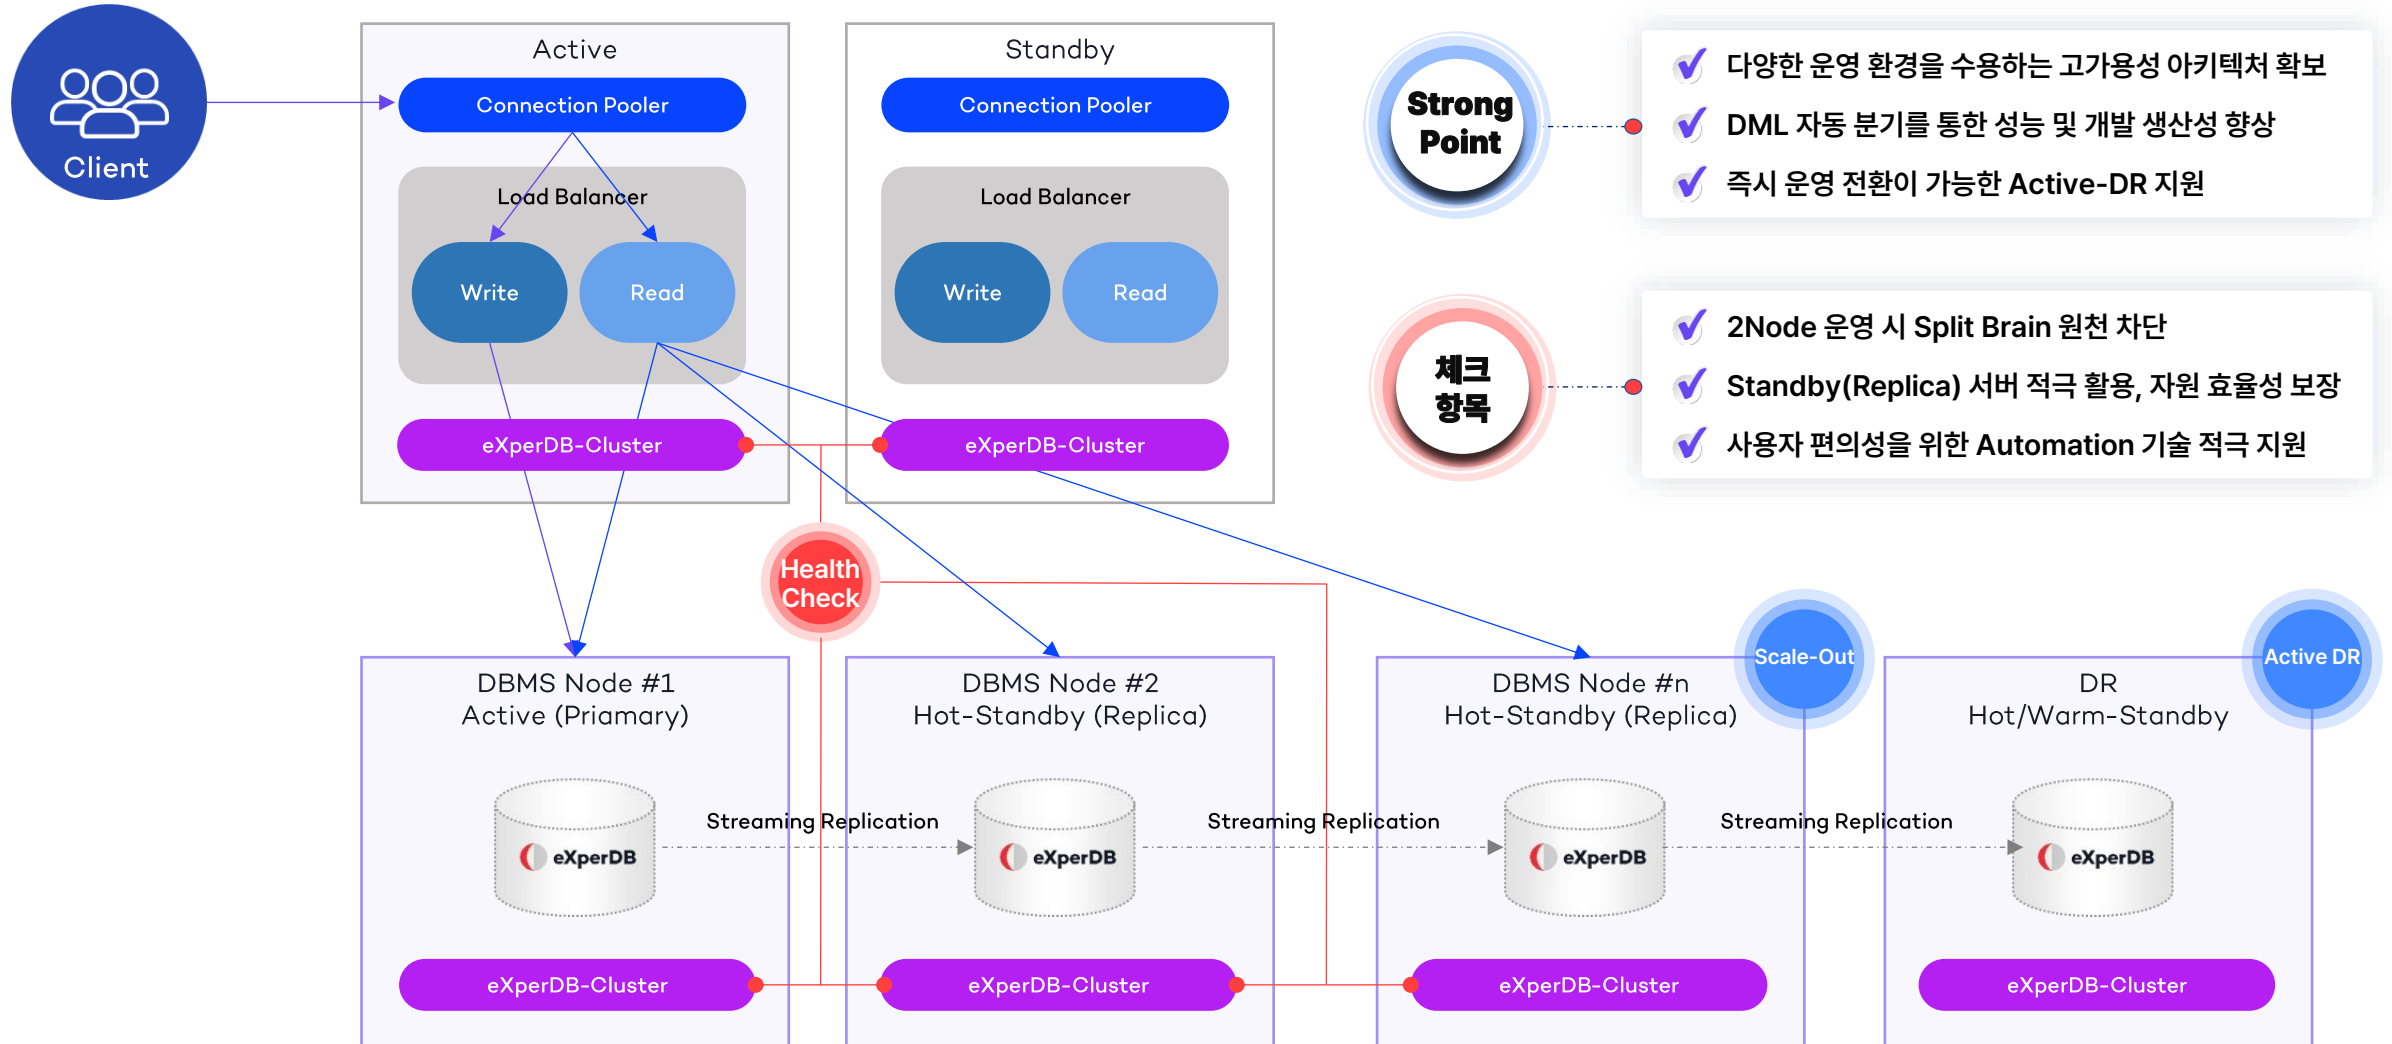 Client
Active
Connection Pooler
Load Balancer
Write
Read
eXperDB-Cluster
Standby
Connection Pooler
Load Balancer
Write
Read
eXperDB-Cluster
Strong
Point
다양한 운영 환경을 수용하는 고가용성 아키텍처 확보
DML 자동 분기를 통한 성능 및 개발 생산성 향상
즉시 운영 전환이 가능한 Active-DR 지원
체크
항목
2Node 운영 시 Split Brain 원천 차단
Standby(Replica) 서버 적극 활용, 자원 효율성 보장
사용자 편의성을 위한 Automation 기술 적극 지원
Health
Check
DBMS Node #1
Active (Priamary)
eXperDB
eXperDB-Cluster
Streaming Replication
DBMS Node #2
Hot-Standby (Replica)
eXperDB
eXperDB-Cluster
Streaming Replication
Scale-Out
DBMS Node #n
Hot-Standby (Replica)
eXperDB
eXperDB-Cluster
Streaming Replication
Active DR
DR
Hot/Warm-Standby
eXperDB
eXperDB-Cluster